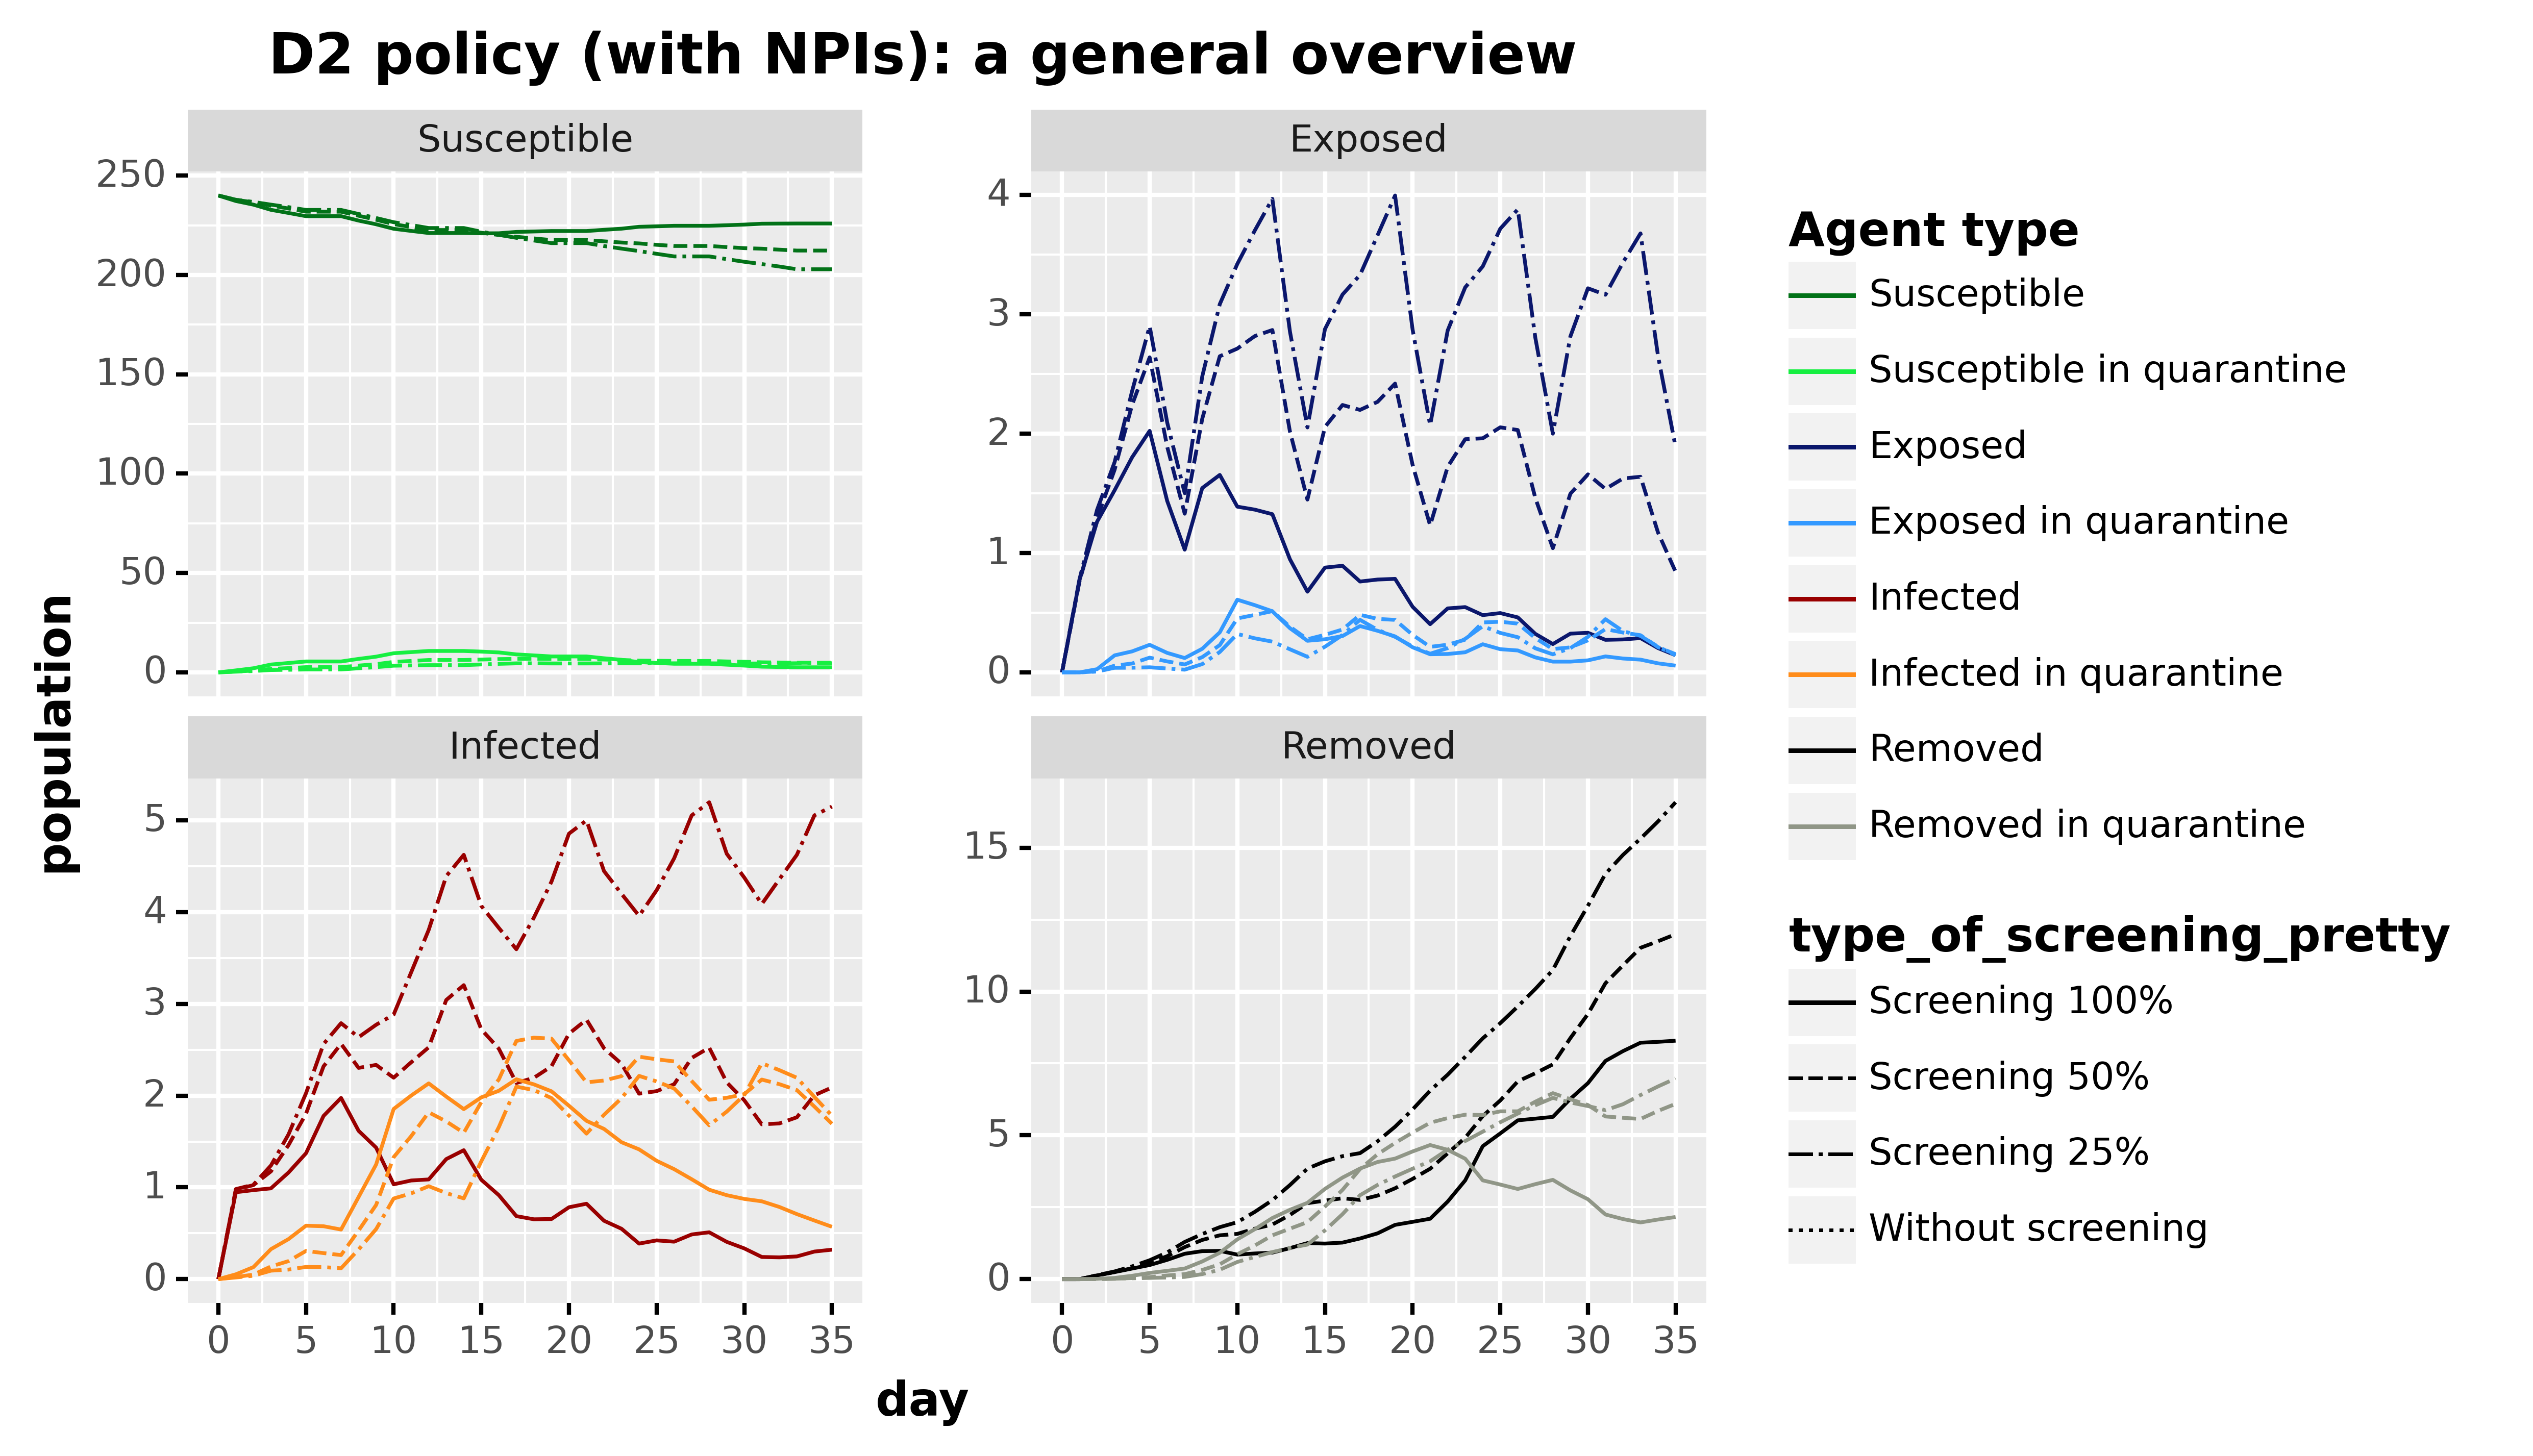 D2 policy (with NPIs): a general overview
Susceptible
250
200
150
100
50
0
Exposed
4
3
2
1
0
population
Infected
5
4
3
2
1
0
0 5 10 15 20 25 30 35
Removed
15
10
5
0
0 5 10 15 20 25 30 35
day
Agent type
Susceptible
Susceptible in quarantine
Exposed
Exposed in quarantine
Infected
Infected in quarantine
Removed
Removed in quarantine
type_of_screening_pretty
Screening 100%
Screening 50%
Screening 25%
Without screening